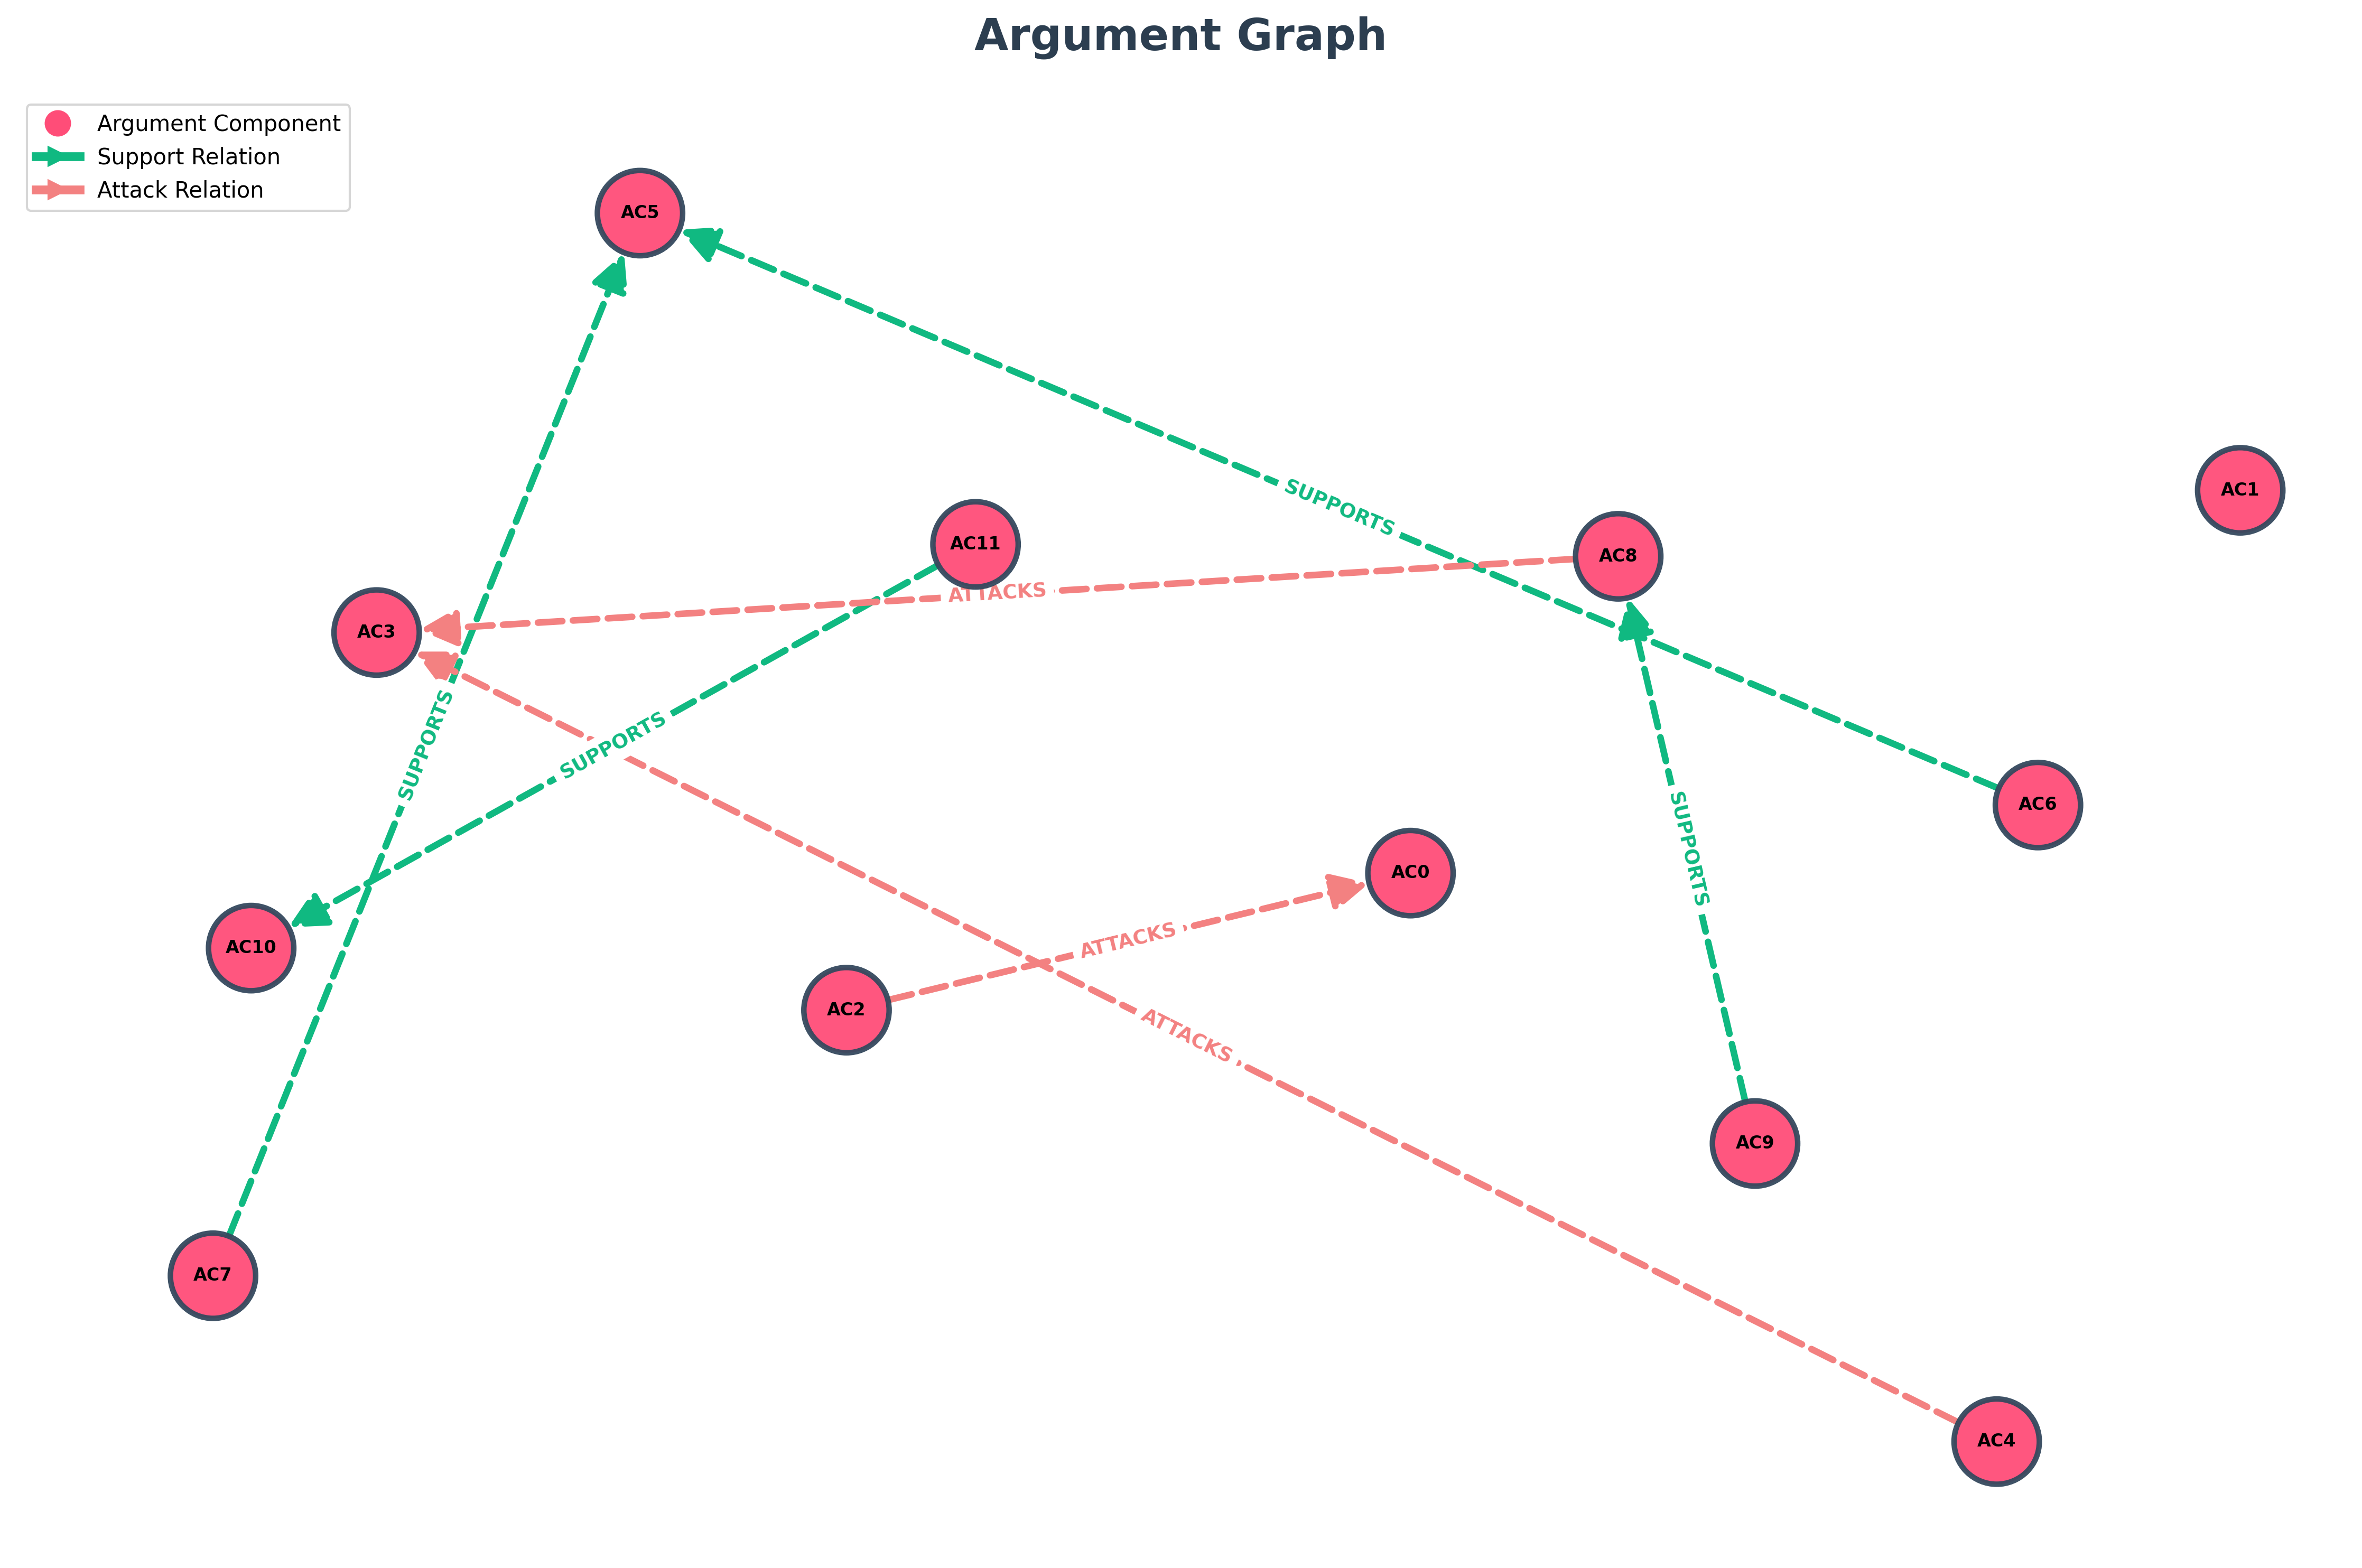 Argument Graph
Argument Component
Support Relation
Attack Relation
AC5
AC1
SUPPORTS
AC11
AC8
ATTACKS
AC3
SUPPORTS
SUPPORTS
AC6
SUPPORTS
AC0
ATTACKS
AC10
AC2
ATTACKS
AC9
AC7
AC4